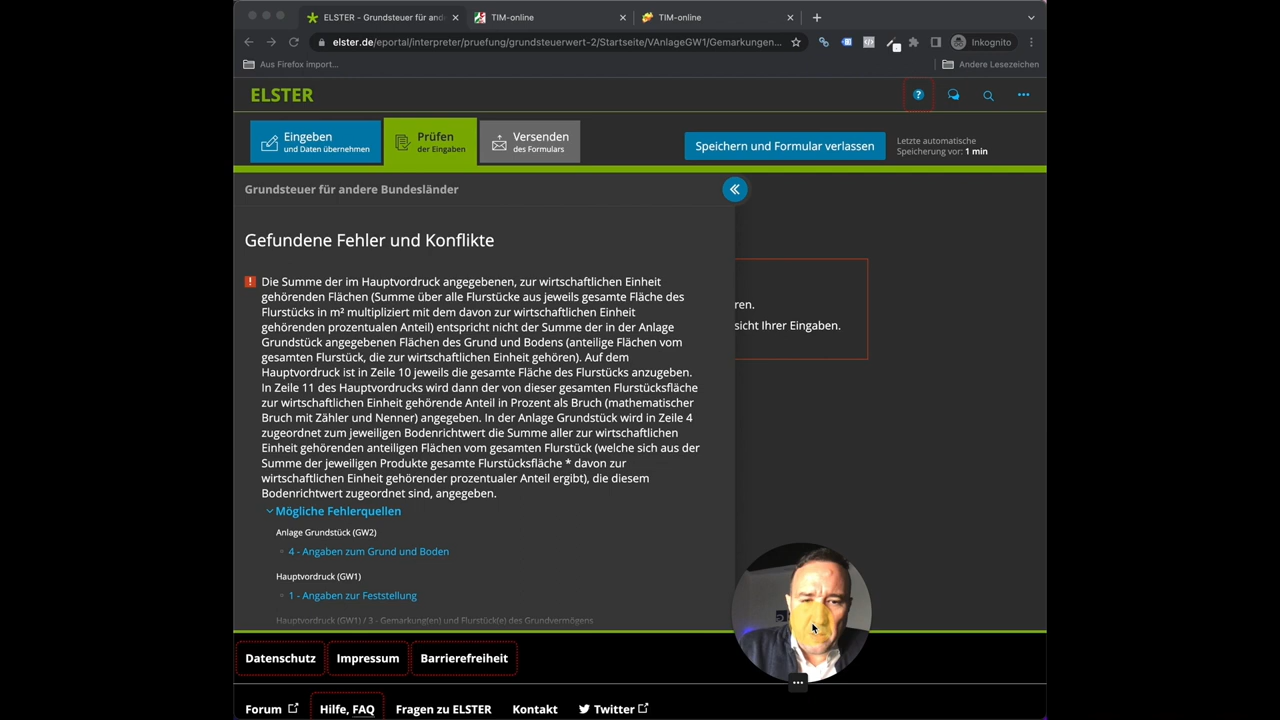 ELSTER - Grundsteuer für and
TIM-online
TIM-online
elster.de/eportal/interpreter/pruefung/grundsteuerwert-2/Startseite/VAnlageGW1/Gemarkungen...
Inkognito
Aus Firefox import...
Andere Lesezeichen
ELSTER
Eingeben
und Daten übernehmen
Prüfen
der Eingaben
Versenden
des Formulars
Speichern und Formular verlassen
Letzte automatische
Speicherung vor: 1 min
Grundsteuer für andere Bundesländer
Gefundene Fehler und Konflikte
Die Summe der im Hauptvordruck angegebenen, zur wirtschaftlichen Einheit
gehörenden Flächen (Summe über alle Flurstücke aus jeweils gesamte Fläche des
Flurstücks in m² multipliziert mit dem davon zur wirtschaftlichen Einheit
gehörenden prozentualen Anteil) entspricht nicht der Summe der in der Anlage
Grundstück angegebenen Flächen des Grund und Bodens (anteilige Flächen vom
gesamten Flurstück, die zur wirtschaftlichen Einheit gehören). Auf dem
Hauptvordruck ist in Zeile 10 jeweils die gesamte Fläche des Flurstücks anzugeben.
In Zeile 11 des Hauptvordrucks wird dann der von dieser gesamten Flurstücksfläche
zur wirtschaftlichen Einheit gehörende Anteil in Prozent als Bruch (mathematischer
Bruch mit Zähler und Nenner) angegeben. In der Anlage Grundstück wird in Zeile 4
zugeordnet zum jeweiligen Bodenrichtwert die Summe aller zur wirtschaftlichen
Einheit gehörenden anteiligen Flächen vom gesamten Flurstück (welche sich aus der
Summe der jeweiligen Produkte gesamte Flurstücksfläche * davon zur
wirtschaftlichen Einheit gehörender prozentualer Anteil ergibt), die diesem
Bodenrichtwert zugeordnet sind, angegeben.
ren.
sicht Ihrer Eingaben.
Mögliche Fehlerquellen
Anlage Grundstück (GW2)
4 - Angaben zum Grund und Boden
Hauptvordruck (GW1)
1 - Angaben zur Feststellung
Hauptvordruck (GW1) / 3 - Gemarkung(en) und Flurstück(e) des Grundvermögens
Datenschutz
Impressum
Barrierefreiheit
Forum
Hilfe, FAQ
Fragen zu ELSTER
Kontakt
Twitter